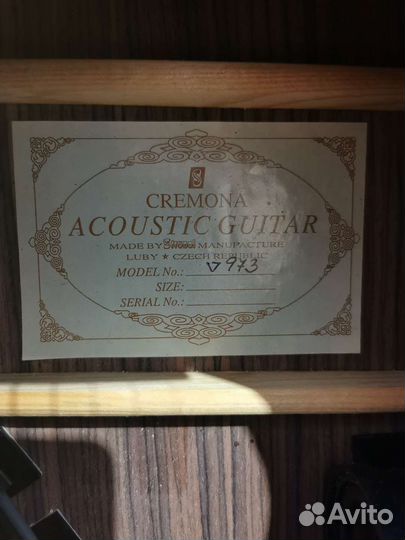 CREMONA
ACOUSTIC GUITAR
MADE BY Strunal MANUFACTURE
LUBY ★ CZECH REPUBLIC
MODEL No.: 973
SIZE:
SERIAL No.:
Avito